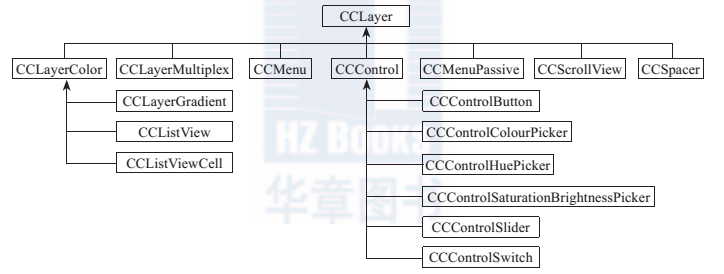 CCLayer
CCLayerColor CCLayerMultiplex CCMenu CCControl CCMenuPassive CCScrollView CCSpacer
CCLayerGradient
CCListView
CCListViewCell
CCControlButton
CCControlColourPicker
CCControlHuePicker
CCControlSaturationBrightnessPicker
CCControlSlider
CCControlSwitch
HZ BOOKS
华章图书